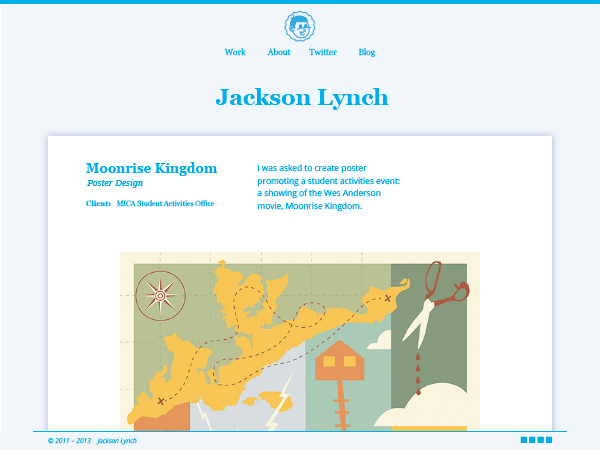 Work About Twitter Blog
Jackson Lynch
Moonrise Kingdom
Poster Design
Client: MICA Student Activities Office
I was asked to create poster
promoting a student activities event:
a showing of the Wes Anderson
movie, Moonrise Kingdom.
© 2011 – 2013 Jackson Lynch